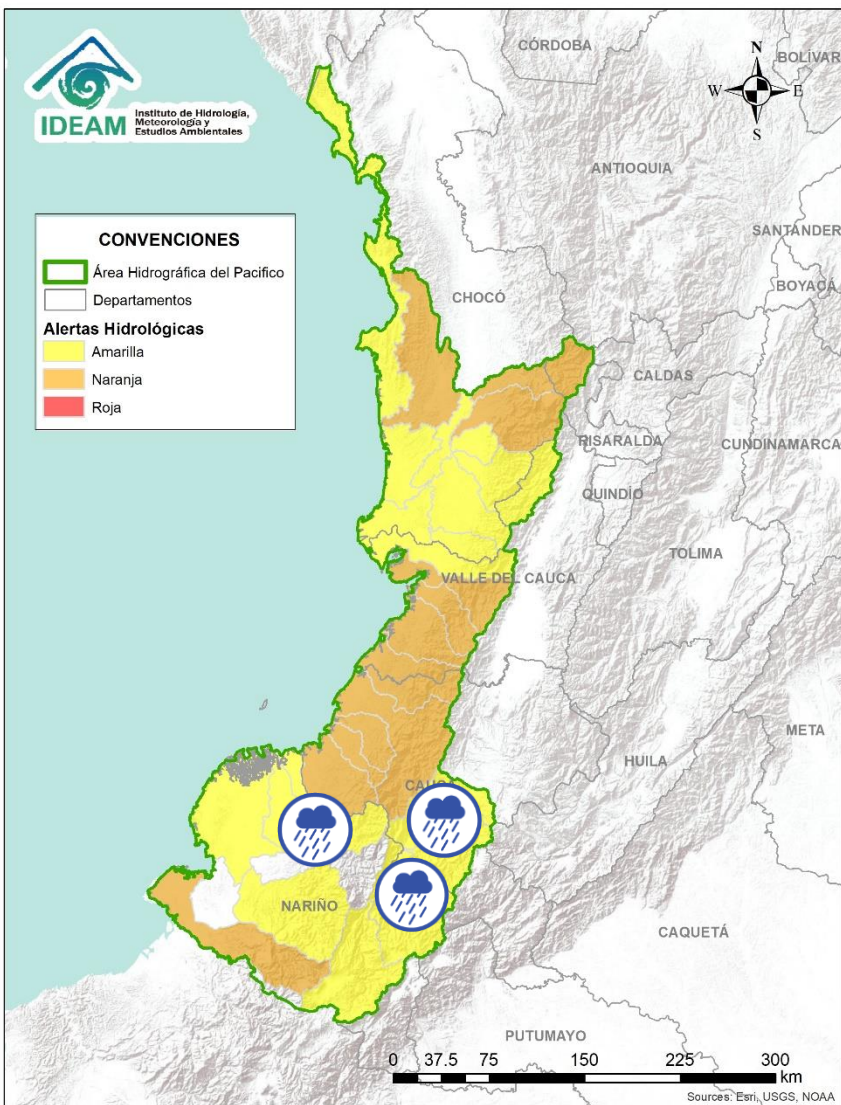 IDEAM
Instituto de Hidrología,
Meteorología y
Estudios Ambientales
N
W
E
S
CÓRDOBA
BOLÍVAR
ANTIOQUIA
SANTANDER
BOYACÁ
CHOCÓ
CALDAS
RISARALDA
CUNDINAMARCA
QUINDÍO
TOLIMA
VALLE DEL CAUCA
META
HUILA
CAUCA
NARIÑO
CAQUETÁ
PUTUMAYO
CONVENCIONES
Área Hidrográfica del Pacifico
Departamentos
Alertas Hidrológicas
Amarilla
Naranja
Roja
0 37.5 75 150 225 300
km
Sources: Esri, USGS, NOAA